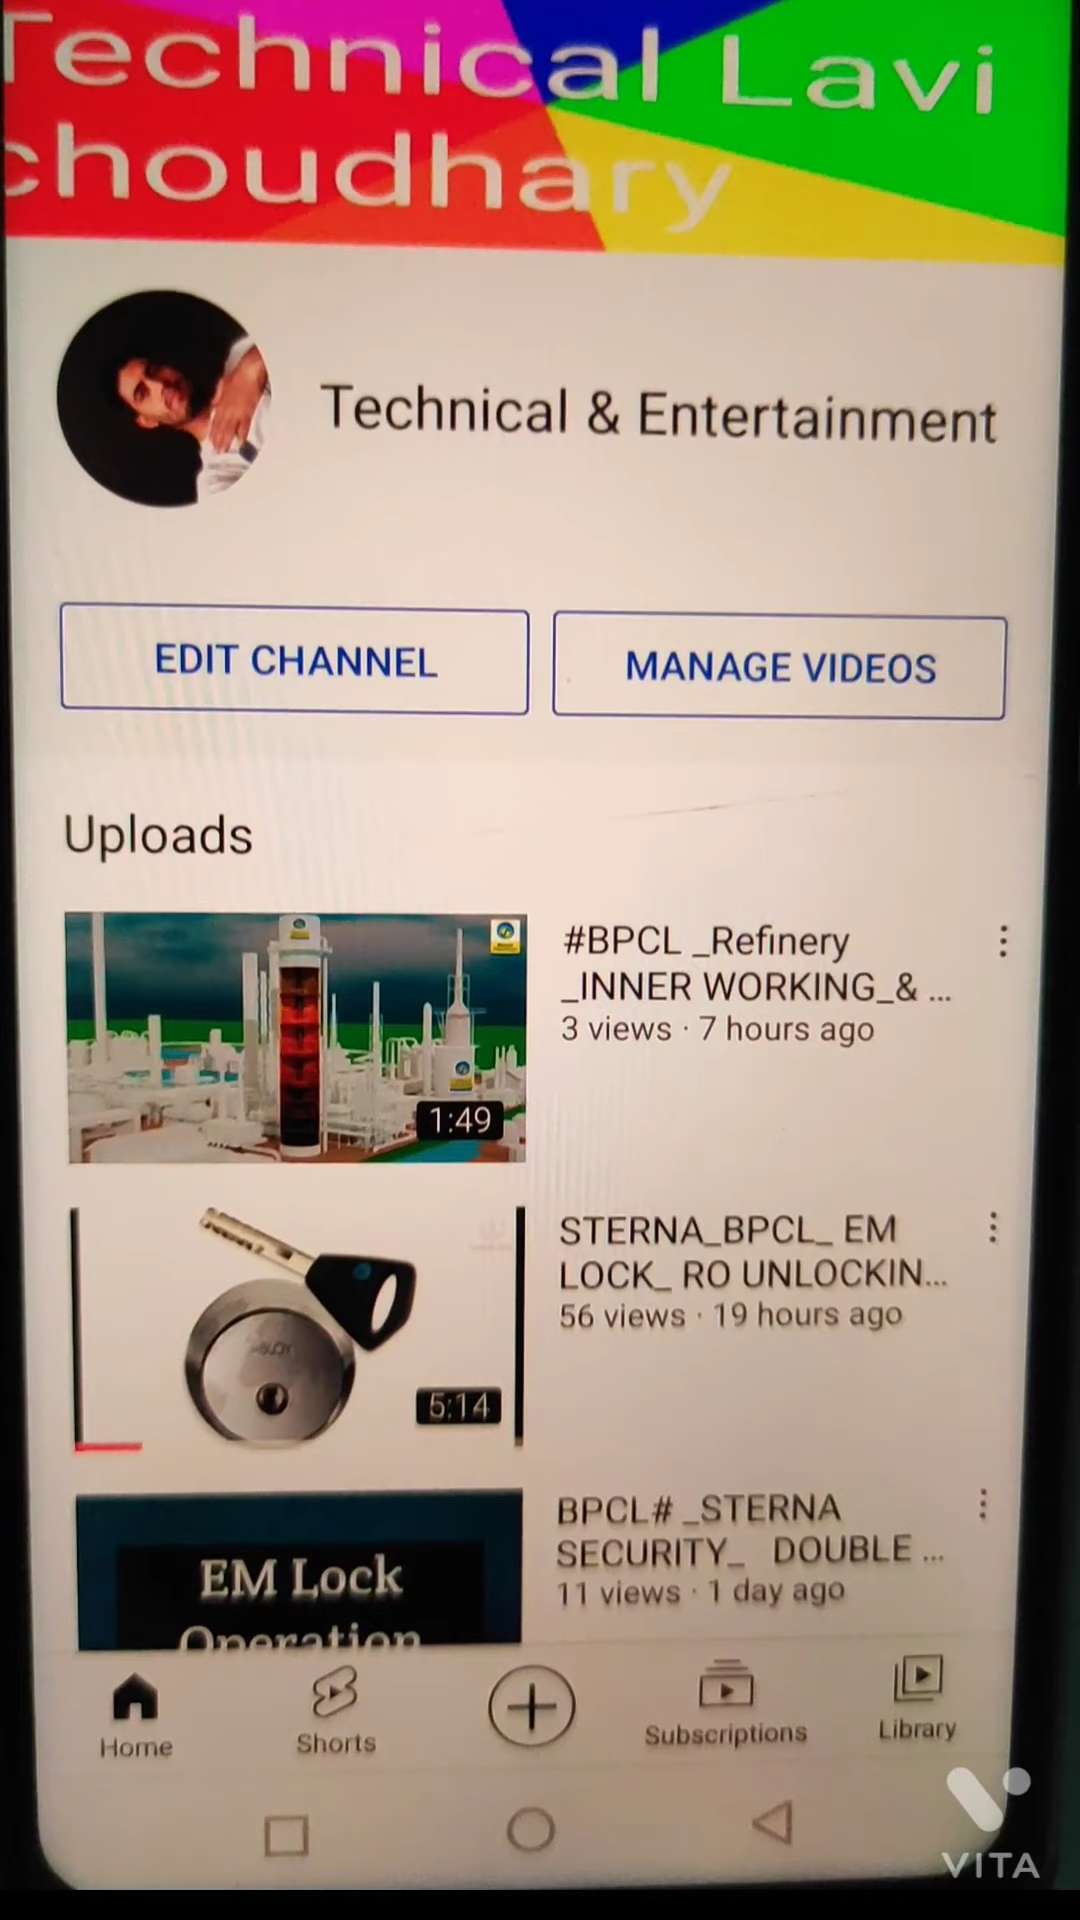 Technical Lavi
choudhary
Technical & Entertainment
EDIT CHANNEL
MANAGE VIDEOS
Uploads
#BPCL _Refinery
_INNER WORKING_& ...
3 views · 7 hours ago
1:49
STERNA_BPCL_ EM
LOCK_ RO UNLOCKIN...
56 views · 19 hours ago
5:14
BPCL# _STERNA
SECURITY_ DOUBLE ...
11 views · 1 day ago
EM Lock
Operation
Home
Shorts
Subscriptions
Library
VITA